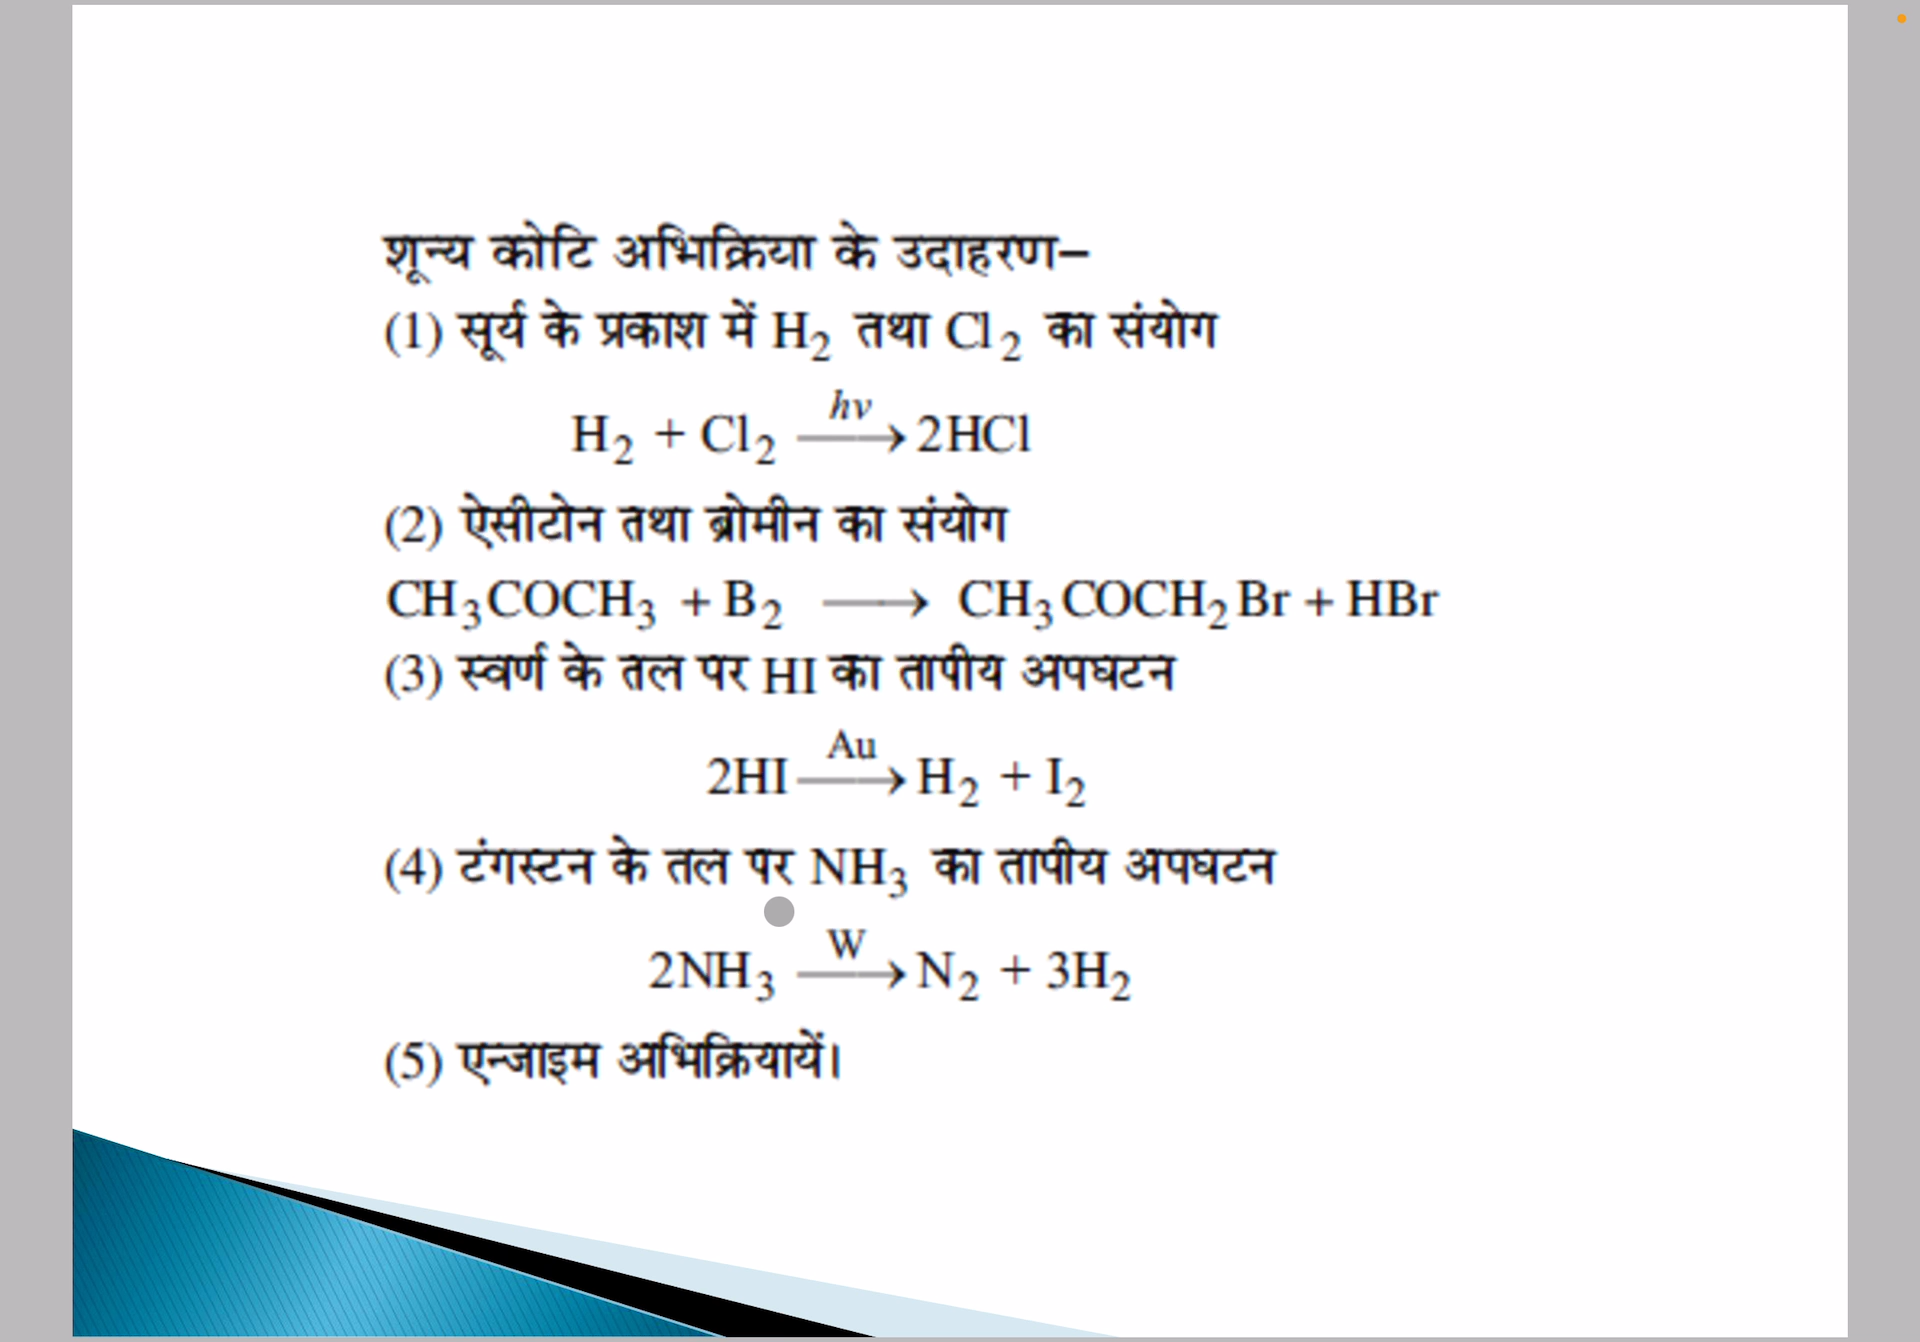 शून्य कोटि अभिक्रिया के उदाहरण–
(1) सूर्य के प्रकाश में H₂ तथा Cl₂ का संयोग
H₂ + Cl₂ —hν→ 2HCl
(2) ऐसीटोन तथा ब्रोमीन का संयोग
CH₃COCH₃ + B₂ ⟶ CH₃COCH₂Br + HBr
(3) स्वर्ण के तल पर HI का तापीय अपघटन
2HI —Au→ H₂ + I₂
(4) टंगस्टन के तल पर NH₃ का तापीय अपघटन
2NH₃ —W→ N₂ + 3H₂
(5) एन्जाइम अभिक्रियायें।